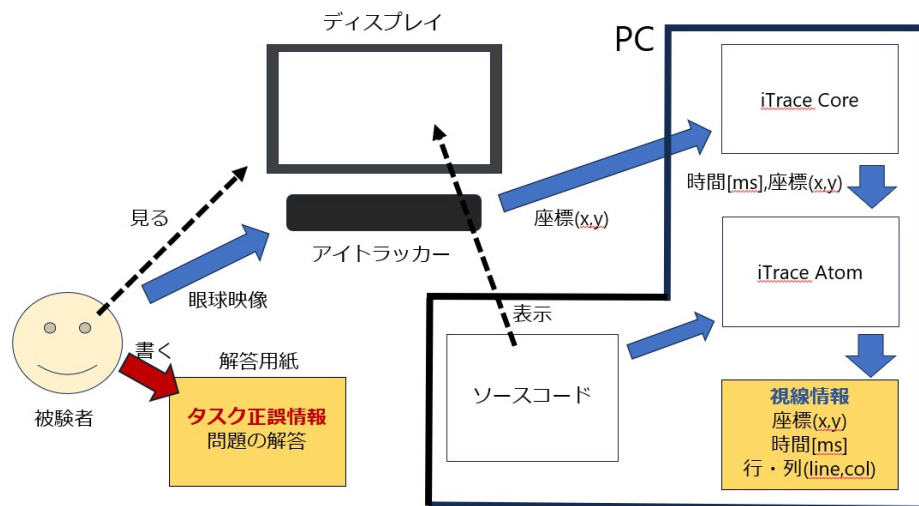 ディスプレイ
PC
iTrace Core
見る
座標(x,y)
時間[ms],座標(x,y)
アイトラッカー
眼球映像
iTrace Atom
表示
書く
解答用紙
被験者
タスク正誤情報
問題の解答
ソースコード
視線情報
座標(x,y)
時間[ms]
行・列(line,col)